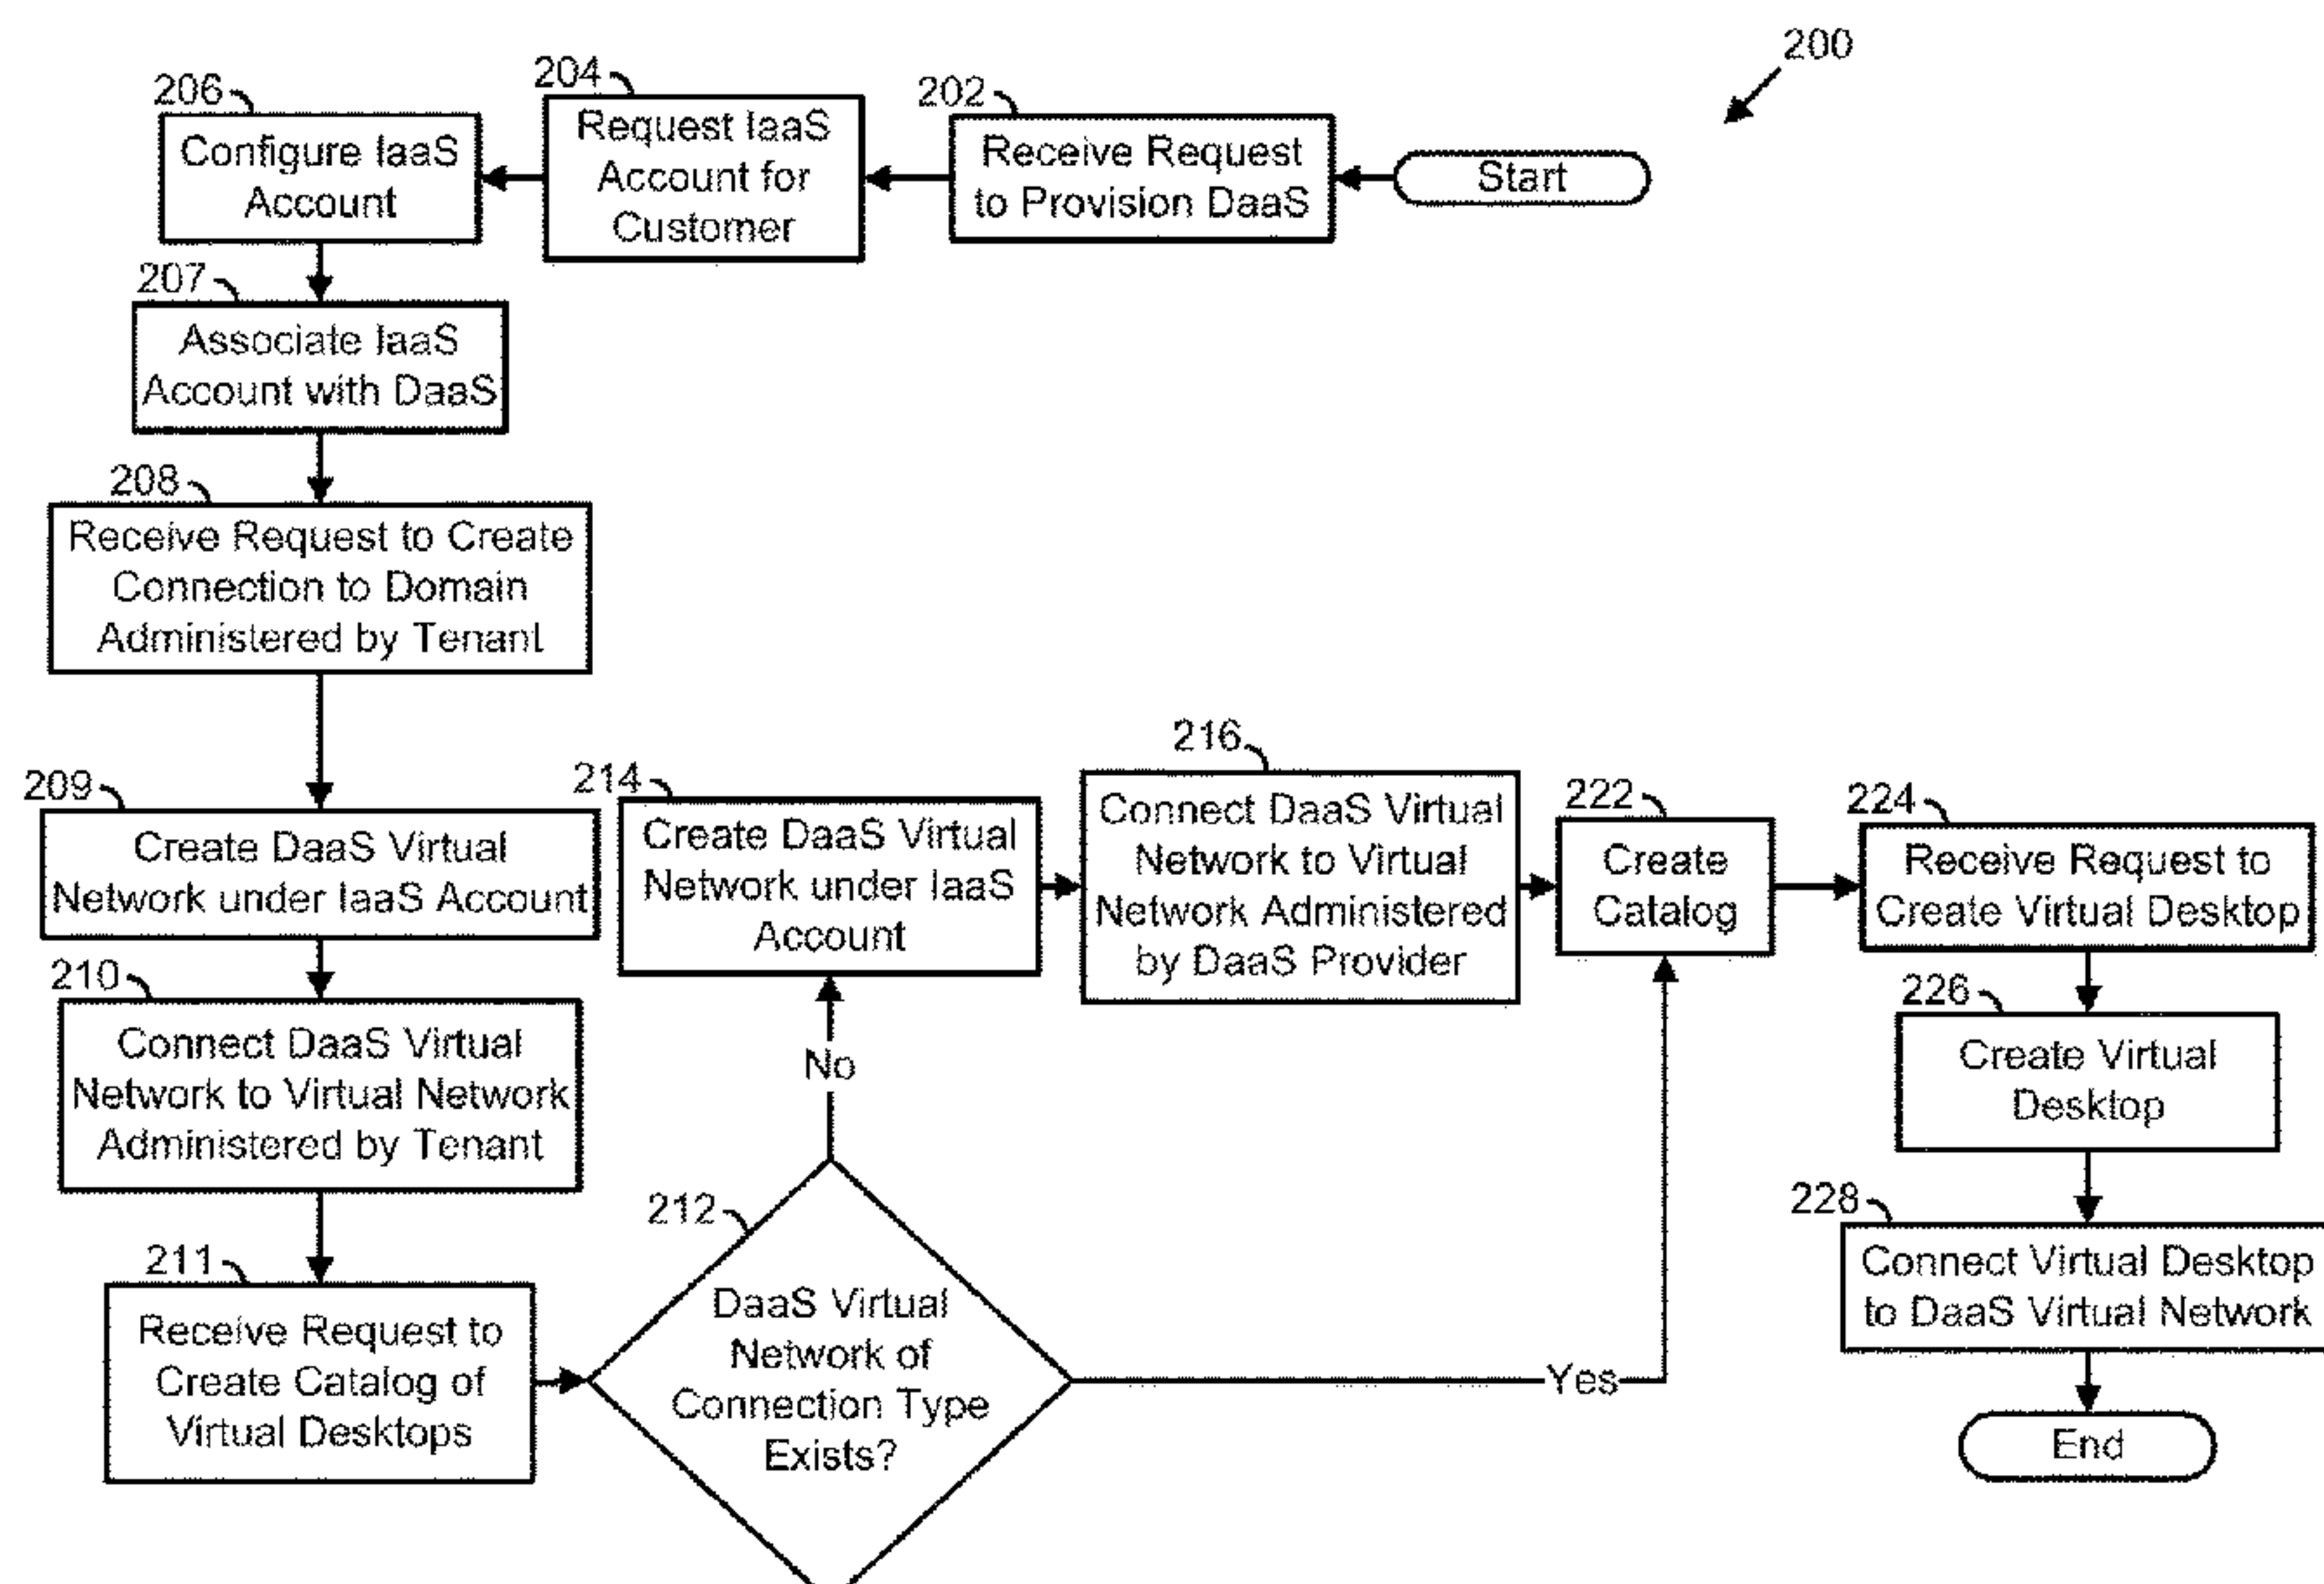 200
Start
202
Receive Request
to Provision DaaS
204
Request IaaS
Account for
Customer
206
Configure IaaS
Account
207
Associate IaaS
Account with DaaS
208
Receive Request to Create
Connection to Domain
Administered by Tenant
209
Create DaaS Virtual
Network under IaaS Account
210
Connect DaaS Virtual
Network to Virtual Network
Administered by Tenant
211
Receive Request to
Create Catalog of
Virtual Desktops
212
DaaS Virtual
Network of
Connection Type
Exists?
No
Yes
214
Create DaaS Virtual
Network under IaaS
Account
216
Connect DaaS Virtual
Network to Virtual
Network Administered
by DaaS Provider
222
Create
Catalog
224
Receive Request to
Create Virtual Desktop
226
Create Virtual
Desktop
228
Connect Virtual Desktop
to DaaS Virtual Network
End